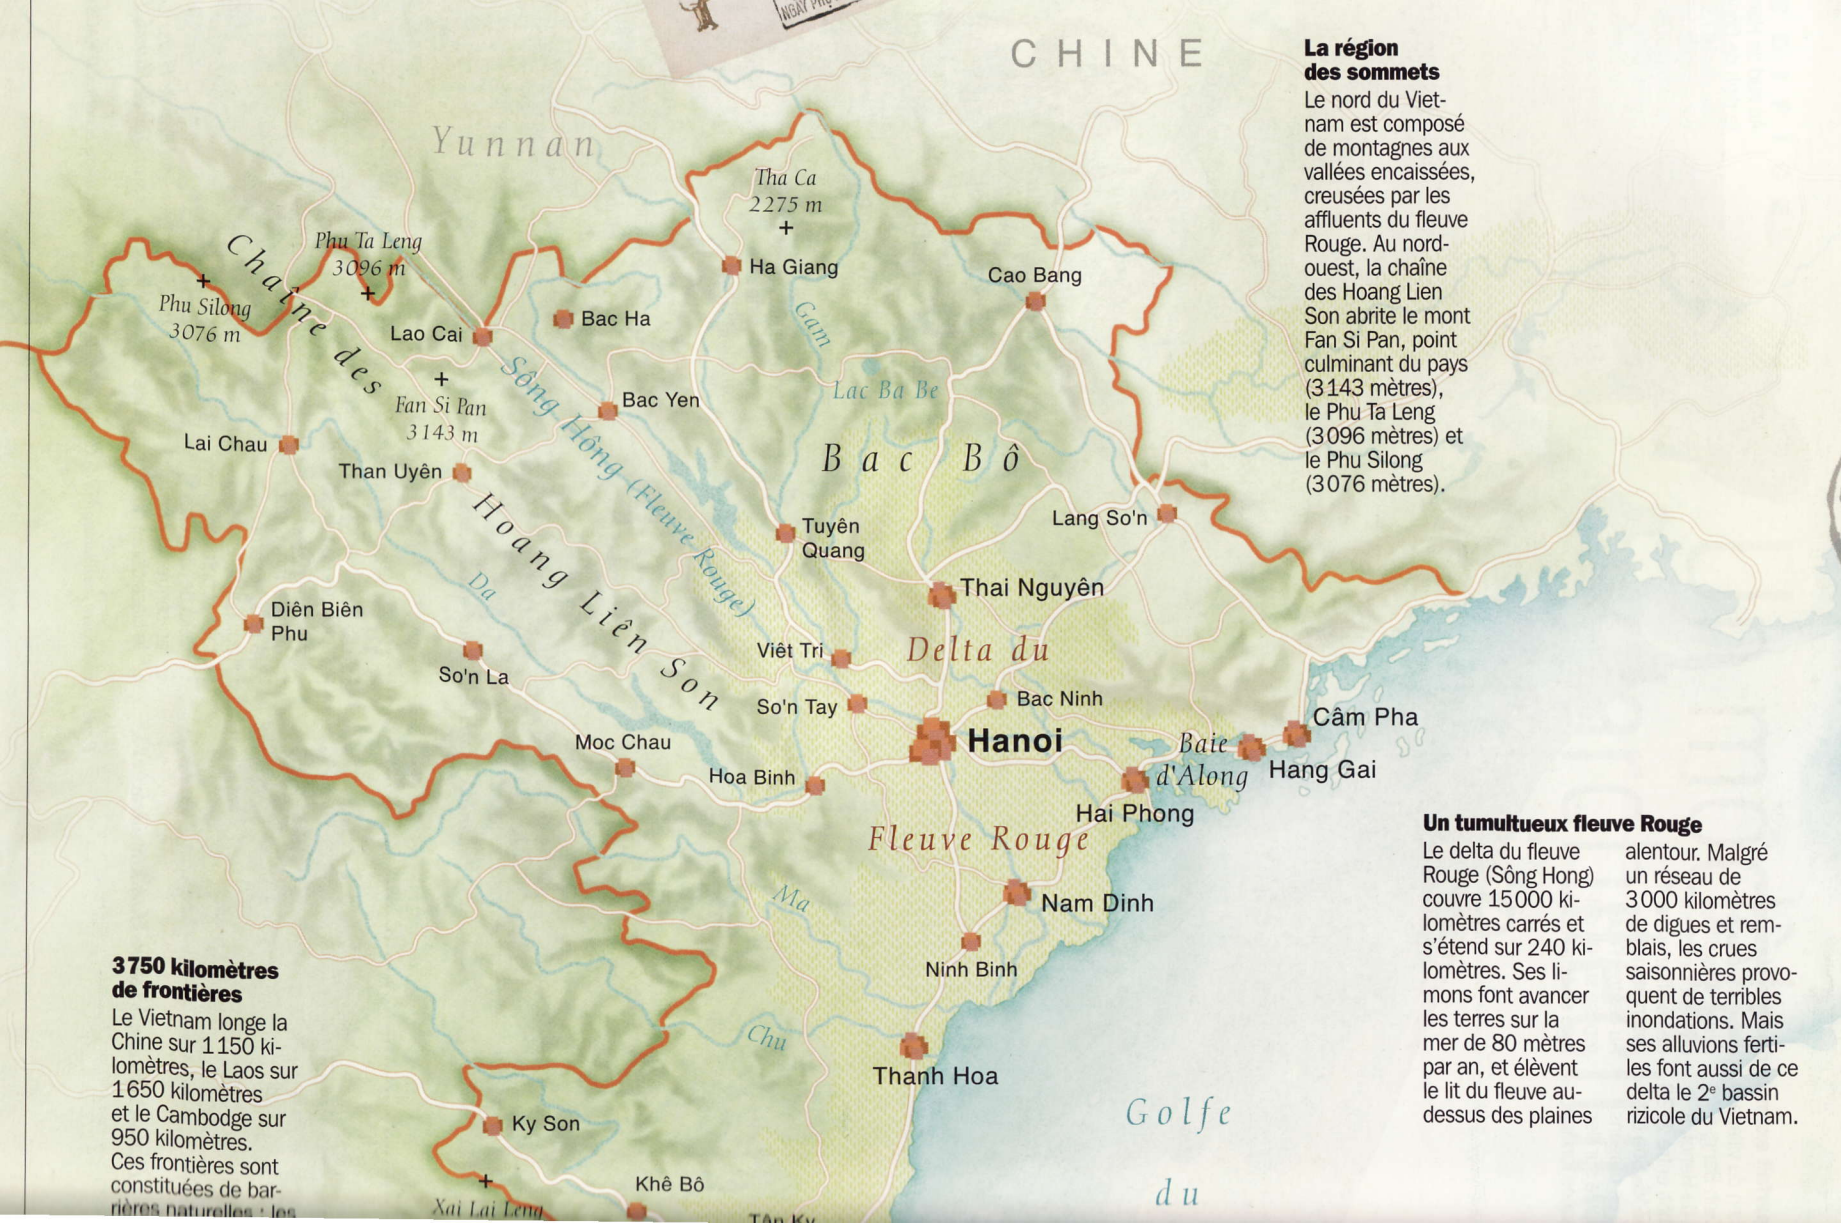 NGAY PHỤ
CHINE
Yunnan
Tha Ca
2275 m
Phu Ta Leng
3096 m
Phu Silong
3076 m
Chaîne des
Hoang Liên Son
Ha Giang
Cao Bang
Bac Ha
Lao Cai
Gam
Lac Ba Be
Fan Si Pan
3143 m
Bac Yen
Sông Hông (Fleuve Rouge)
Lai Chau
Than Uyên
Bac Bô
Lang So'n
Tuyên
Quang
Thai Nguyên
Da
Diên Biên
Phu
Viêt Tri
Delta du
So'n La
So'n Tay
Bac Ninh
Hanoi
Câm Pha
Moc Chau
Baie
d'Along
Hang Gai
Hoa Binh
Hai Phong
Fleuve Rouge
Ma
Nam Dinh
Ninh Binh
Chu
Thanh Hoa
Golfe
du
Ky Son
Khê Bô
Xai Lai Leng
Tân Ky
La région
des sommets
Le nord du Viet-
nam est composé
de montagnes aux
vallées encaissées,
creusées par les
affluents du fleuve
Rouge. Au nord-
ouest, la chaîne
des Hoang Lien
Son abrite le mont
Fan Si Pan, point
culminant du pays
(3143 mètres),
le Phu Ta Leng
(3096 mètres) et
le Phu Silong
(3076 mètres).
Un tumultueux fleuve Rouge
Le delta du fleuve
Rouge (Sông Hong)
couvre 15000 ki-
lomètres carrés et
s'étend sur 240 ki-
lomètres. Ses li-
mons font avancer
les terres sur la
mer de 80 mètres
par an, et élèvent
le lit du fleuve au-
dessus des plaines
alentour. Malgré
un réseau de
3000 kilomètres
de digues et rem-
blais, les crues
saisonnières provo-
quent de terribles
inondations. Mais
ses alluvions ferti-
les font aussi de ce
delta le 2e bassin
rizicole du Vietnam.
3750 kilomètres
de frontières
Le Vietnam longe la
Chine sur 1150 ki-
lomètres, le Laos sur
1650 kilomètres
et le Cambodge sur
950 kilomètres.
Ces frontières sont
constituées de bar-
rières naturelles : les